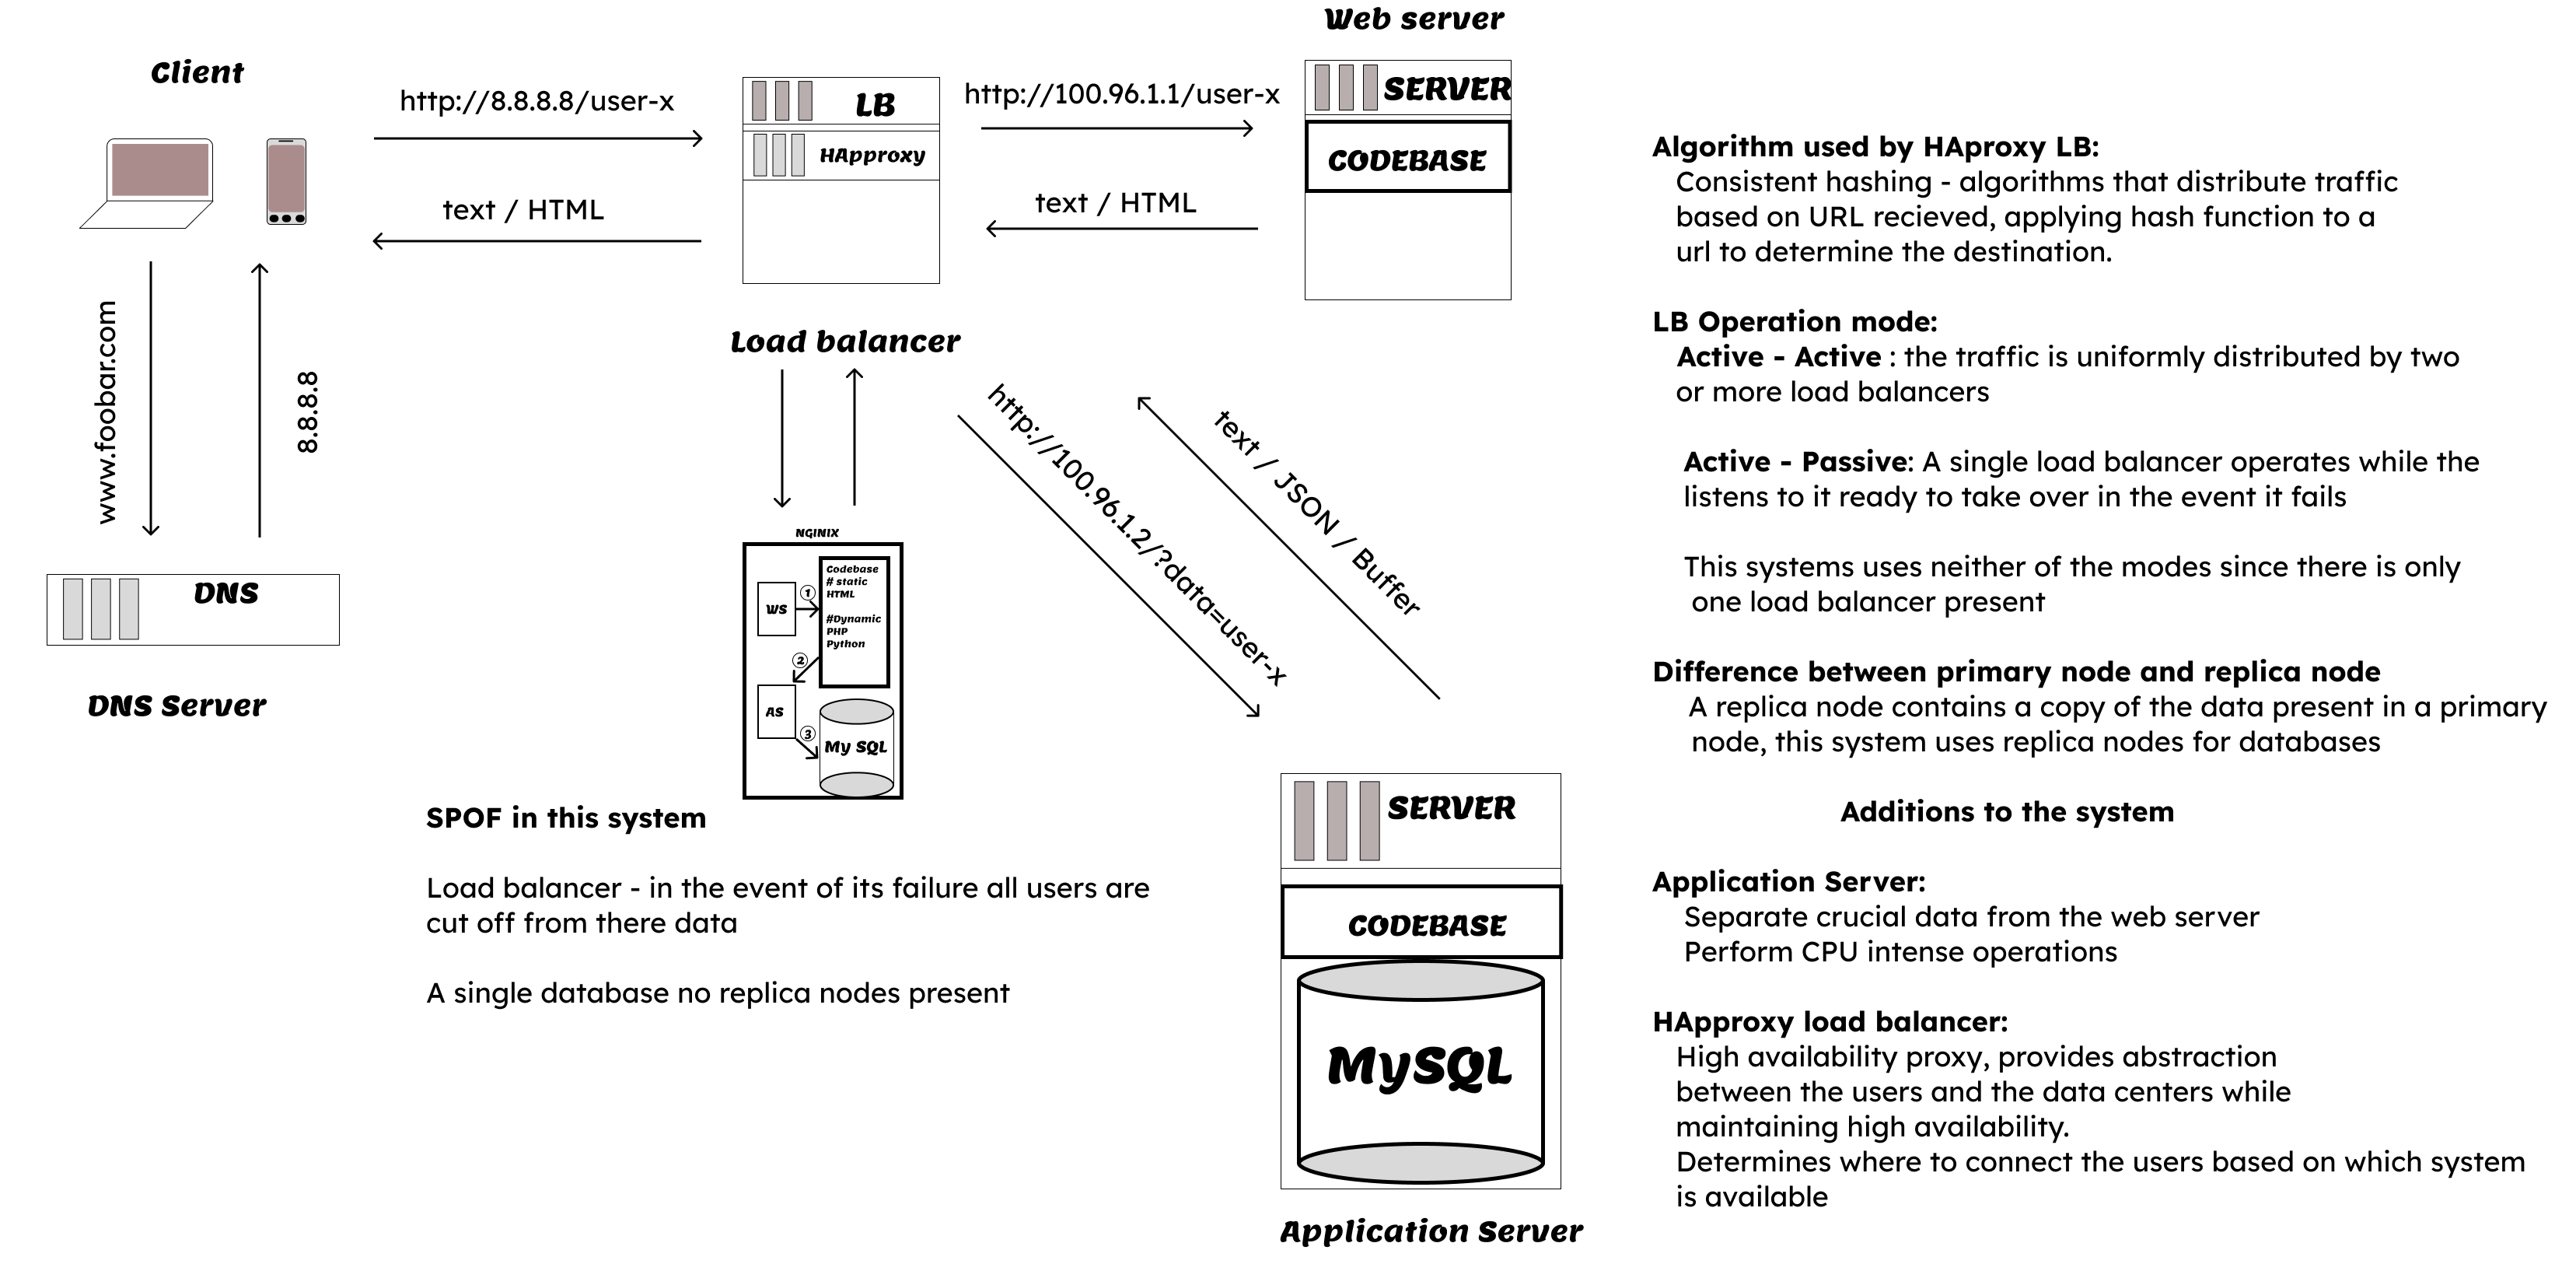 Web server
Client
http://8.8.8.8/user-x
LB
HApproxy
http://100.96.1.1/user-x
SERVER
CODEBASE
text / HTML
text / HTML
www.foobar.com
8.8.8.8
Load balancer
DNS
DNS Server
http://100.96.1.2/?data=user-x
text / JSON / Buffer
NGINIX
WS
1
Codebase
# static
HTML
#Dynamic
PHP
Python
2
AS
3
My SQL
SPOF in this system
Load balancer - in the event of its failure all users are
cut off from there data
A single database no replica nodes present
SERVER
CODEBASE
MySQL
Application Server
Algorithm used by HAproxy LB:
Consistent hashing - algorithms that distribute traffic
based on URL recieved, applying hash function to a
url to determine the destination.
LB Operation mode:
Active - Active : the traffic is uniformly distributed by two
or more load balancers
Active - Passive: A single load balancer operates while the
listens to it ready to take over in the event it fails
This systems uses neither of the modes since there is only
one load balancer present
Difference between primary node and replica node
A replica node contains a copy of the data present in a primary
node, this system uses replica nodes for databases
Additions to the system
Application Server:
Separate crucial data from the web server
Perform CPU intense operations
HApproxy load balancer:
High availability proxy, provides abstraction
between the users and the data centers while
maintaining high availability.
Determines where to connect the users based on which system
is available